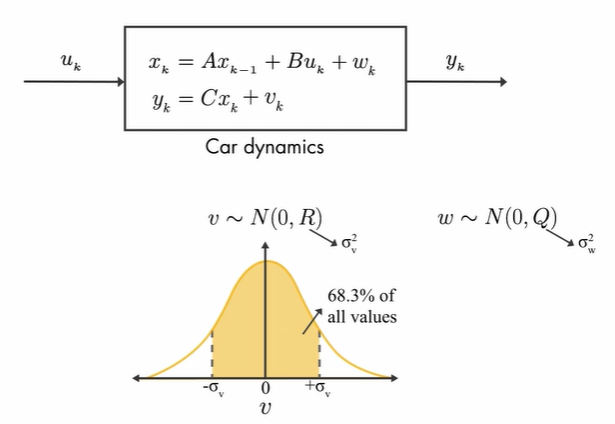 u_k
x_k = Ax_{k-1} + Bu_k + w_k
y_k
y_k = Cx_k + v_k
Car dynamics
v ∼ N(0, R)
w ∼ N(0, Q)
σ_v^2
σ_w^2
68.3% of
all values
-σ_v 0 +σ_v
v